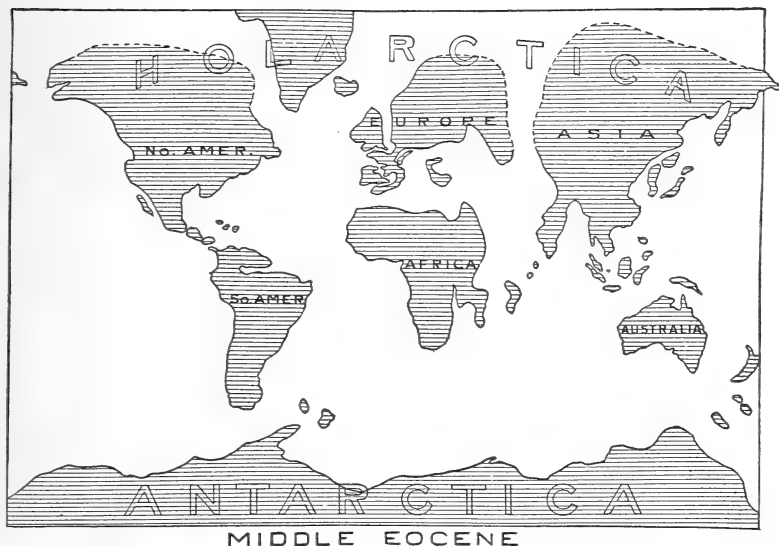 HOLARCTICA
EUROPE
ASIA
No. AMER.
AFRICA
So. AMER
AUSTRALIA
ANTARCTICA
MIDDLE EOCENE